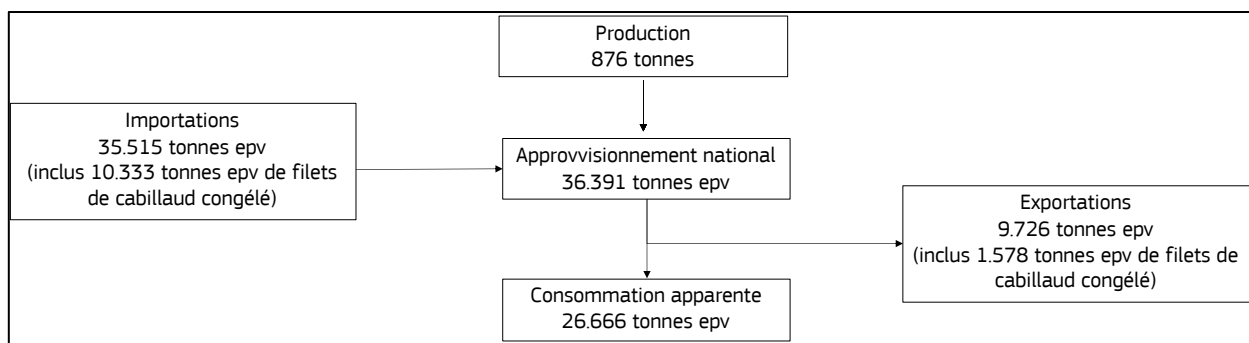 Production
876 tonnes
Importations
35.515 tonnes epv
(inclus 10.333 tonnes epv de filets
de cabillaud congélé)
Approvvisionnement national
36.391 tonnes epv
Exportations
9.726 tonnes epv
(inclus 1.578 tonnes epv de filets de
cabillaud congélé)
Consommation apparente
26.666 tonnes epv